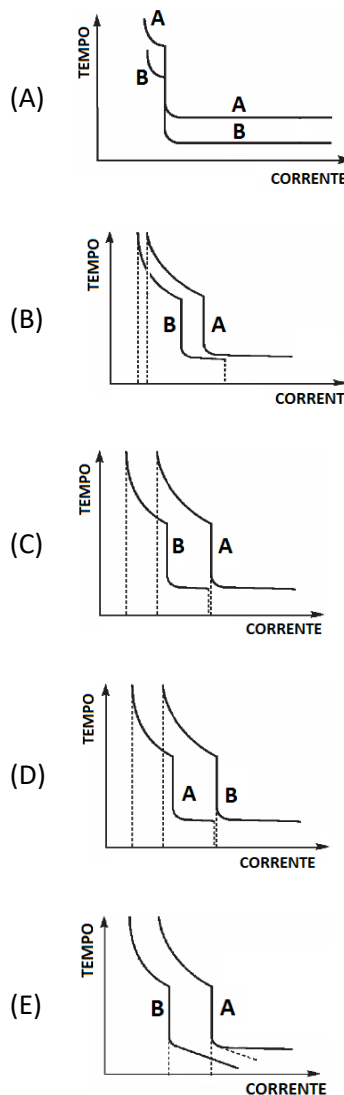 (A)
TEMPO
A
B
A
B
CORRENTE
(B)
TEMPO
B
A
CORRENT
(C)
TEMPO
B
A
CORRENTE
(D)
TEMPO
A
B
CORRENTE
(E)
TEMPO
B
A
CORRENTE